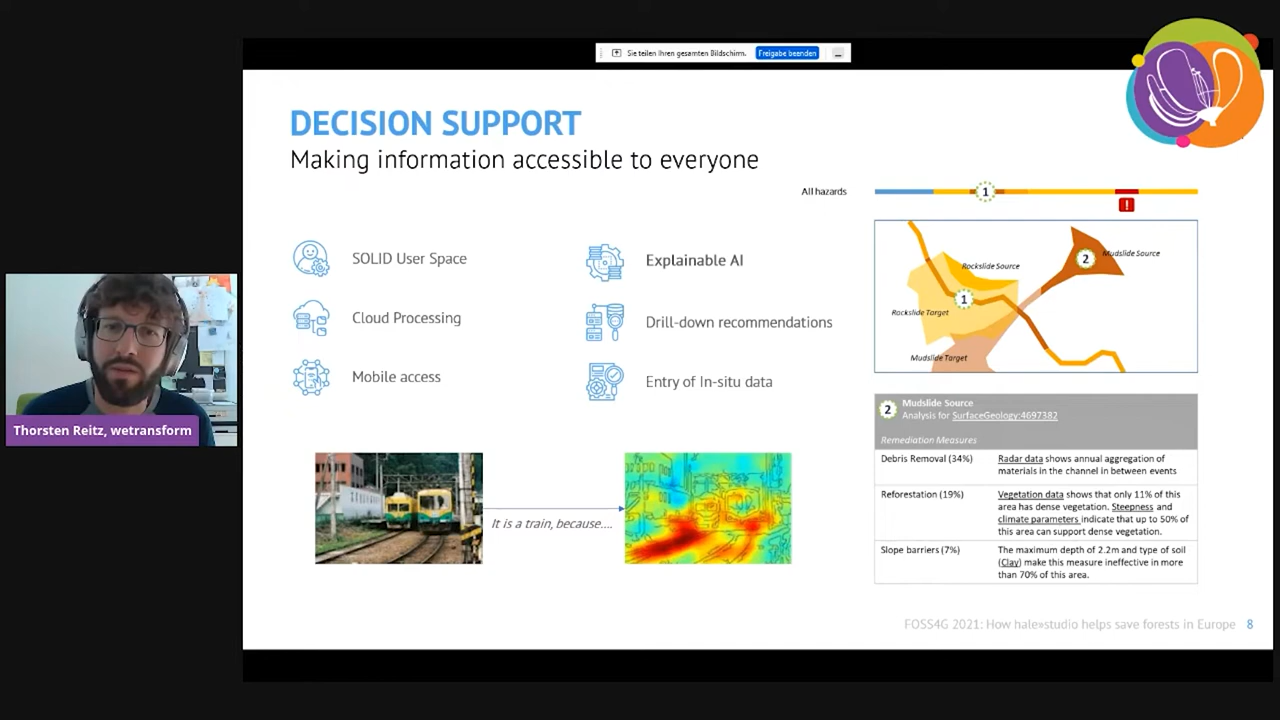 Sie teilen Ihren gesamten Bildschirm. Freigabe beenden
DECISION SUPPORT
Making information accessible to everyone
All hazards
1
!
SOLID User Space
Cloud Processing
Mobile access
Explainable AI
Drill-down recommendations
Entry of In-situ data
Rockslide Source
2
Mudslide Source
1
Rockslide Target
Mudslide Target
Thorsten Reitz, wetransform
It is a train, because....
2
Mudslide Source
Analysis for SurfaceGeology:4697382
Remediation Measures
Debris Removal (34%)
Radar data shows annual aggregation of
materials in the channel in between events
Reforestation (19%)
Vegetation data shows that only 11% of this
area has dense vegetation. Steepness and
climate parameters indicate that up to 50% of
this area can support dense vegetation.
Slope barriers (7%)
The maximum depth of 2.2m and type of soil
(Clay) make this measure ineffective in more
than 70% of this area.
FOSS4G 2021: How hale»studio helps save forests in Europe 8